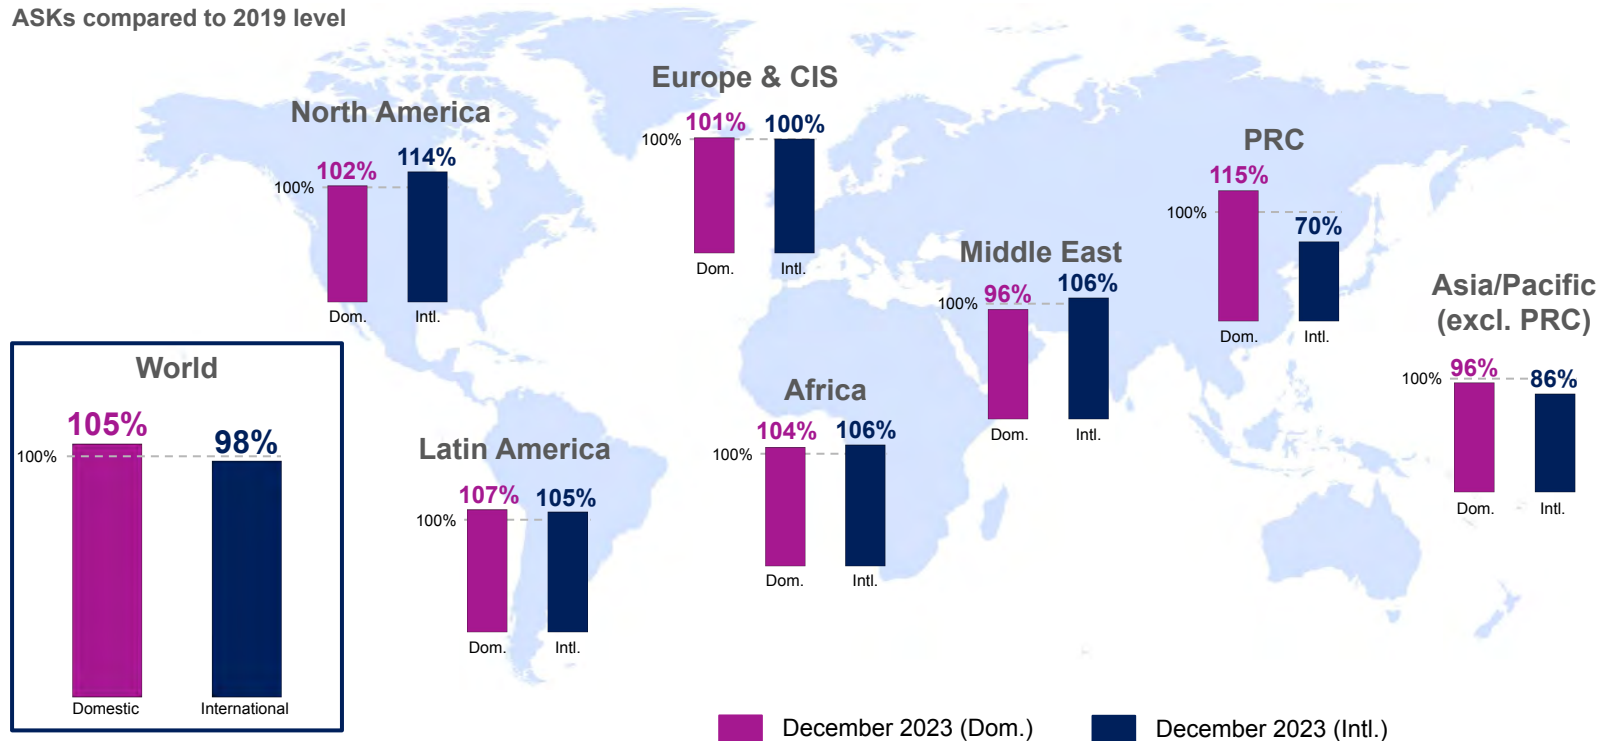 ASKs compared to 2019 level
North America
102%
114%
100%
Dom.
Intl.
Europe & CIS
101%
100%
100%
Dom.
Intl.
PRC
115%
100%
70%
Dom.
Intl.
Middle East
96%
106%
100%
Dom.
Intl.
Asia/Pacific
(excl. PRC)
96%
86%
100%
Dom.
Intl.
World
105%
98%
100%
Domestic
International
Latin America
107%
105%
100%
Dom.
Intl.
Africa
104%
106%
100%
Dom.
Intl.
December 2023 (Dom.)
December 2023 (Intl.)